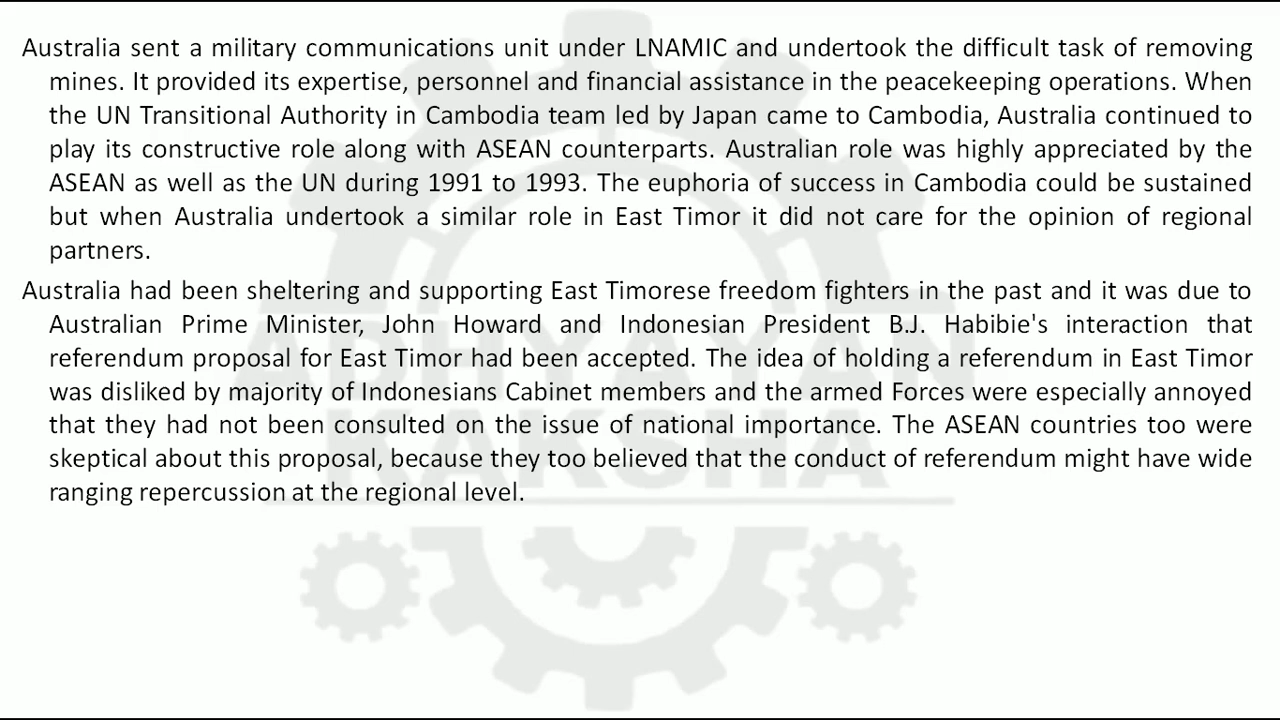 Australia sent a military communications unit under LNAMIC and undertook the difficult task of removing
mines. It provided its expertise, personnel and financial assistance in the peacekeeping operations. When
the UN Transitional Authority in Cambodia team led by Japan came to Cambodia, Australia continued to
play its constructive role along with ASEAN counterparts. Australian role was highly appreciated by the
ASEAN as well as the UN during 1991 to 1993. The euphoria of success in Cambodia could be sustained
but when Australia undertook a similar role in East Timor it did not care for the opinion of regional
partners.
Australia had been sheltering and supporting East Timorese freedom fighters in the past and it was due to
Australian Prime Minister, John Howard and Indonesian President B.J. Habibie's interaction that
referendum proposal for East Timor had been accepted. The idea of holding a referendum in East Timor
was disliked by majority of Indonesians Cabinet members and the armed Forces were especially annoyed
that they had not been consulted on the issue of national importance. The ASEAN countries too were
skeptical about this proposal, because they too believed that the conduct of referendum might have wide
ranging repercussion at the regional level.
ADHYAYAN
KAKSHA